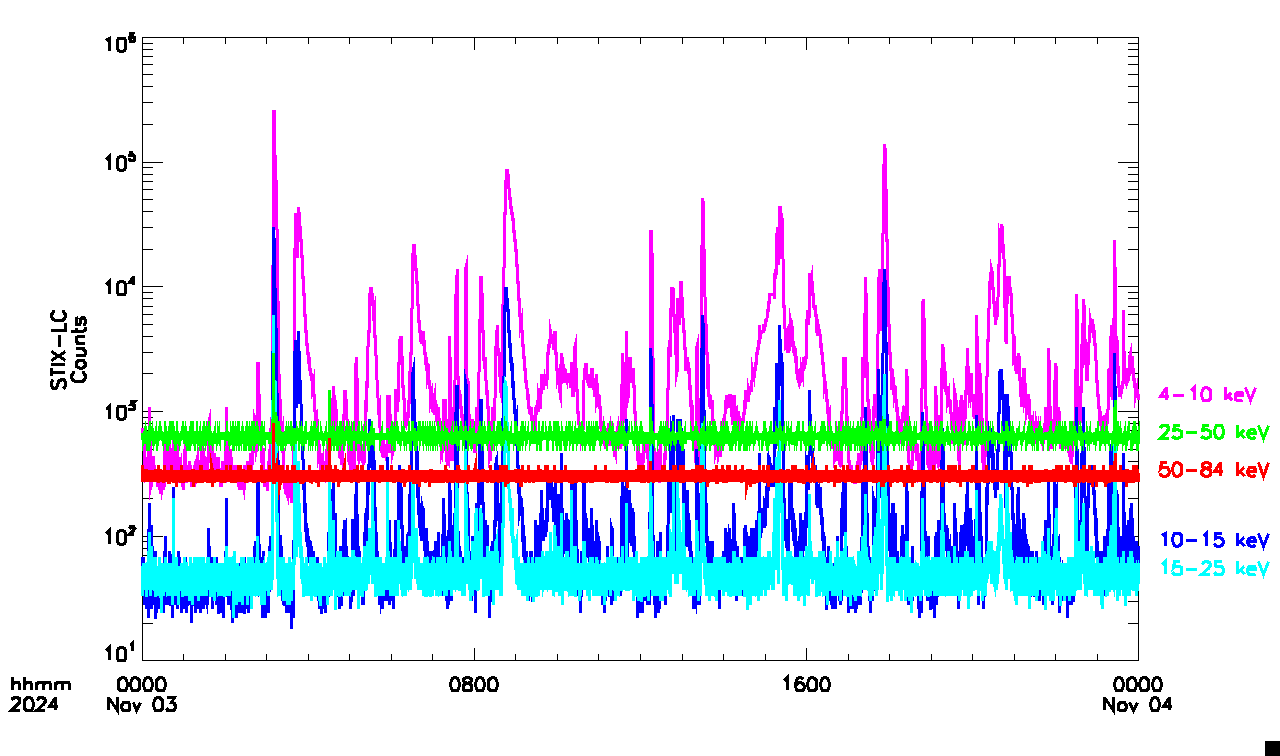 10^6
10^5
10^4
10^3
10^2
10^1
STIX-LC
Counts
4-10 keV
25-50 keV
50-84 keV
10-15 keV
15-25 keV
hhmm 0000 0800 1600 0000
2024 Nov 03 Nov 04